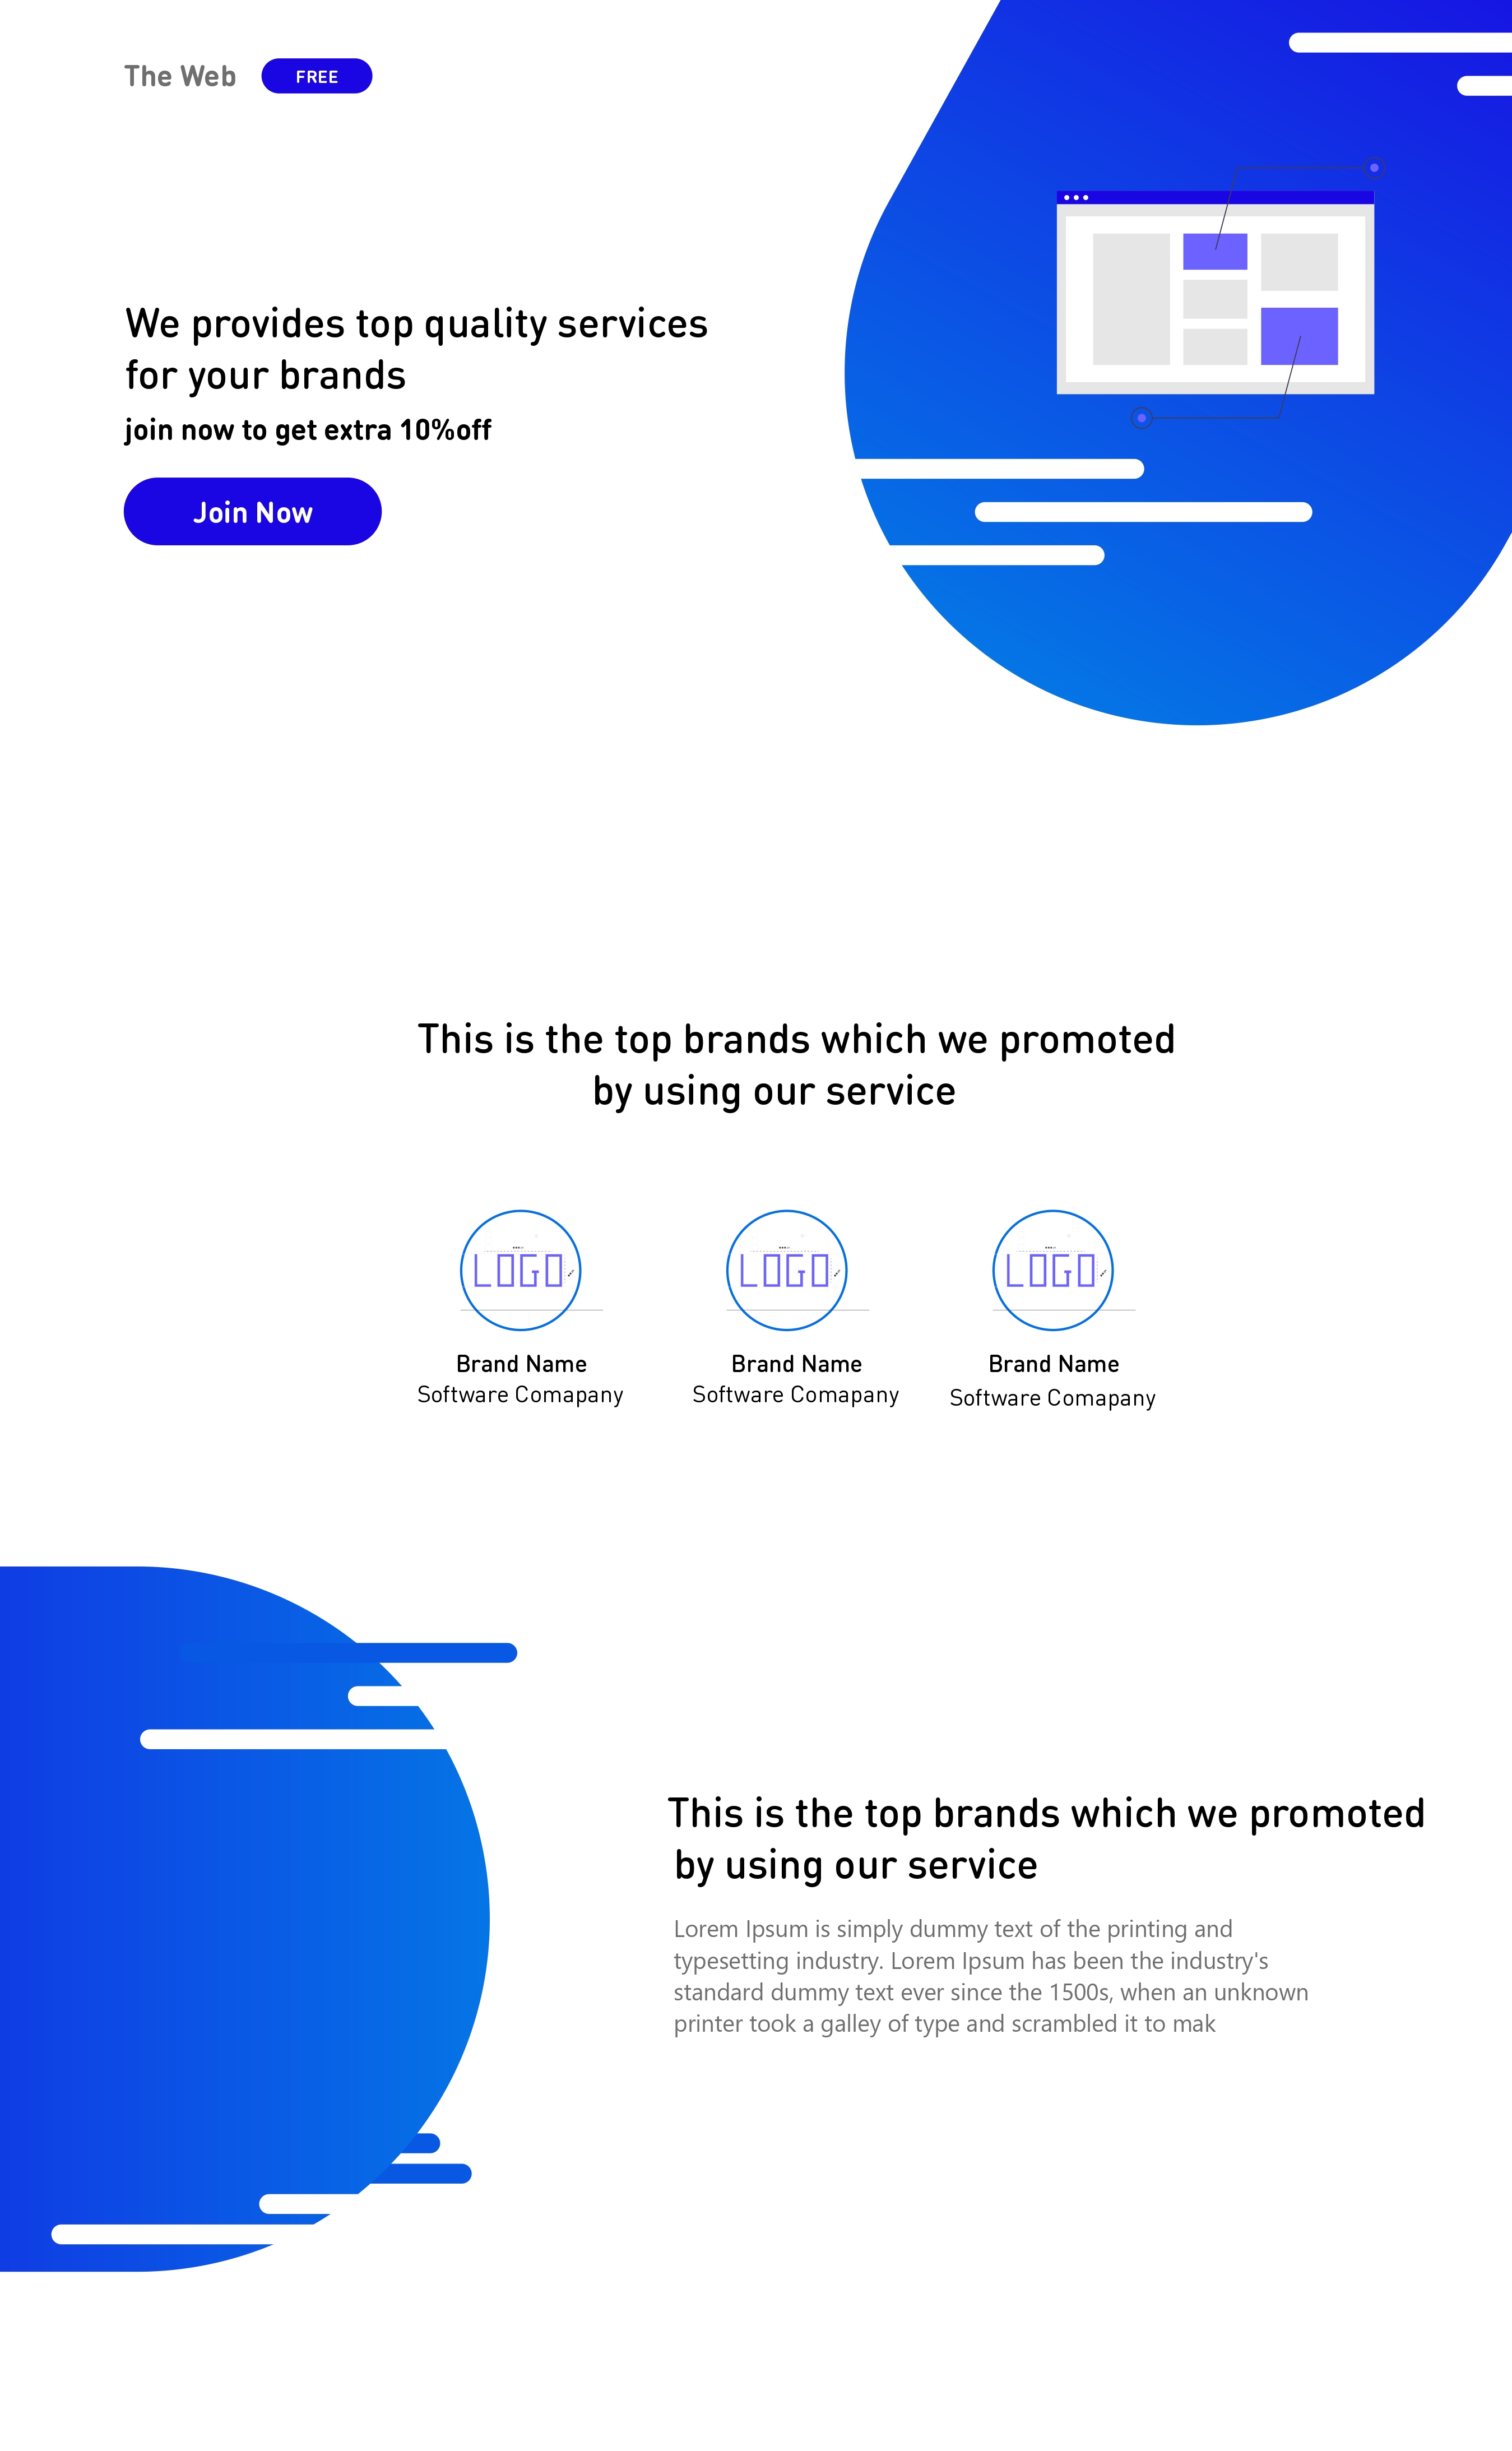 The Web FREE
We provides top quality services
for your brands
join now to get extra 10%off
Join Now
This is the top brands which we promoted
by using our service
LOGO LOGO LOGO
Brand Name Brand Name Brand Name
Software Comapany Software Comapany Software Comapany
This is the top brands which we promoted
by using our service
Lorem Ipsum is simply dummy text of the printing and
typesetting industry. Lorem Ipsum has been the industry's
standard dummy text ever since the 1500s, when an unknown
printer took a galley of type and scrambled it to mak